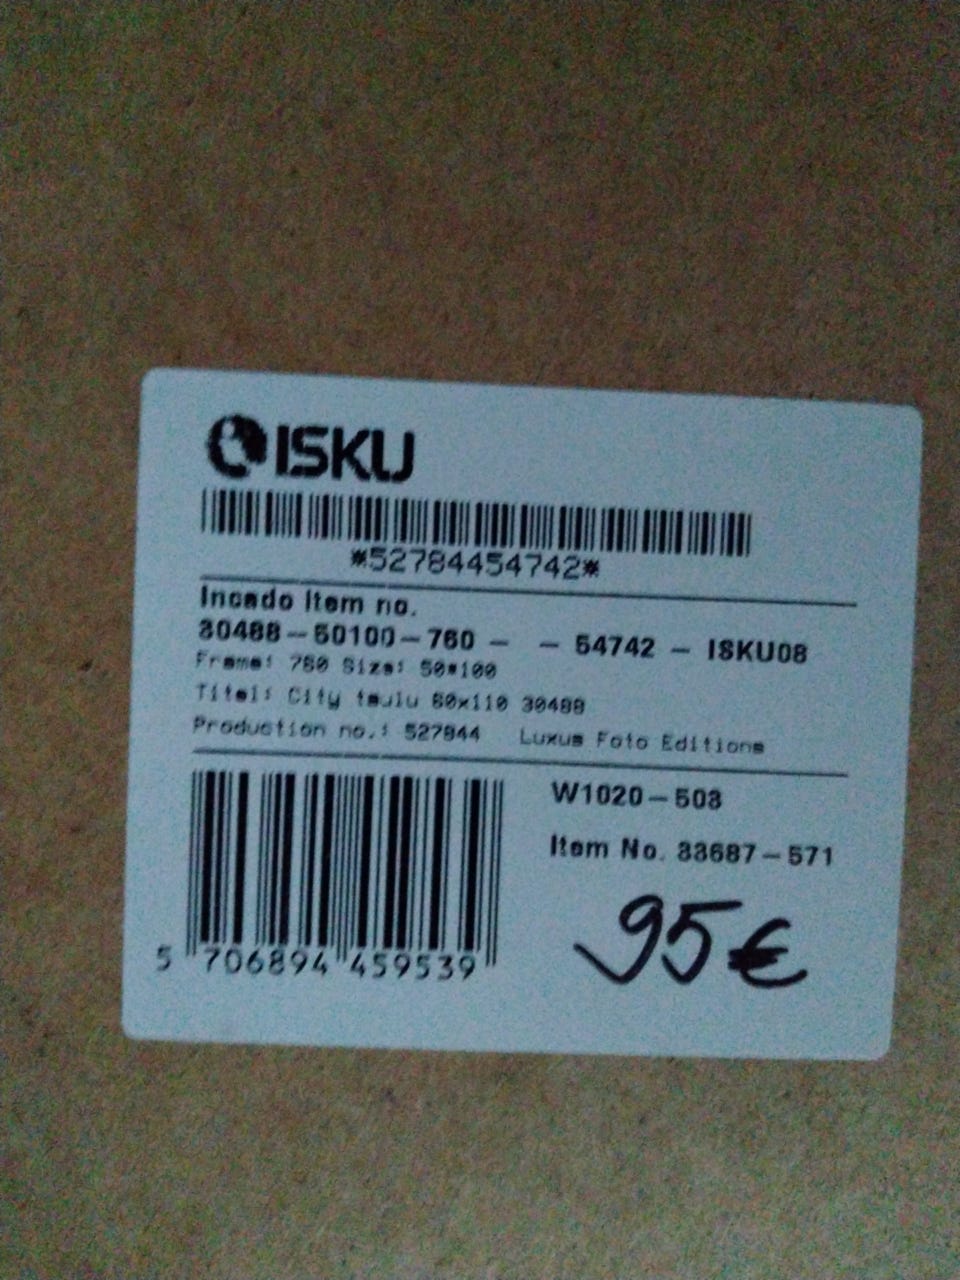 ISKU
*52784454742*
Incado Item no.
30488-50100-760 - - 54742 - ISKU08
Frame: 760 Size: 50*100
Titel: City taulu 60x110 30488
Production no.: 527844 Luxus Foto Editions
W1020-503
Item No. 33687-571
95€
5 706894 459539